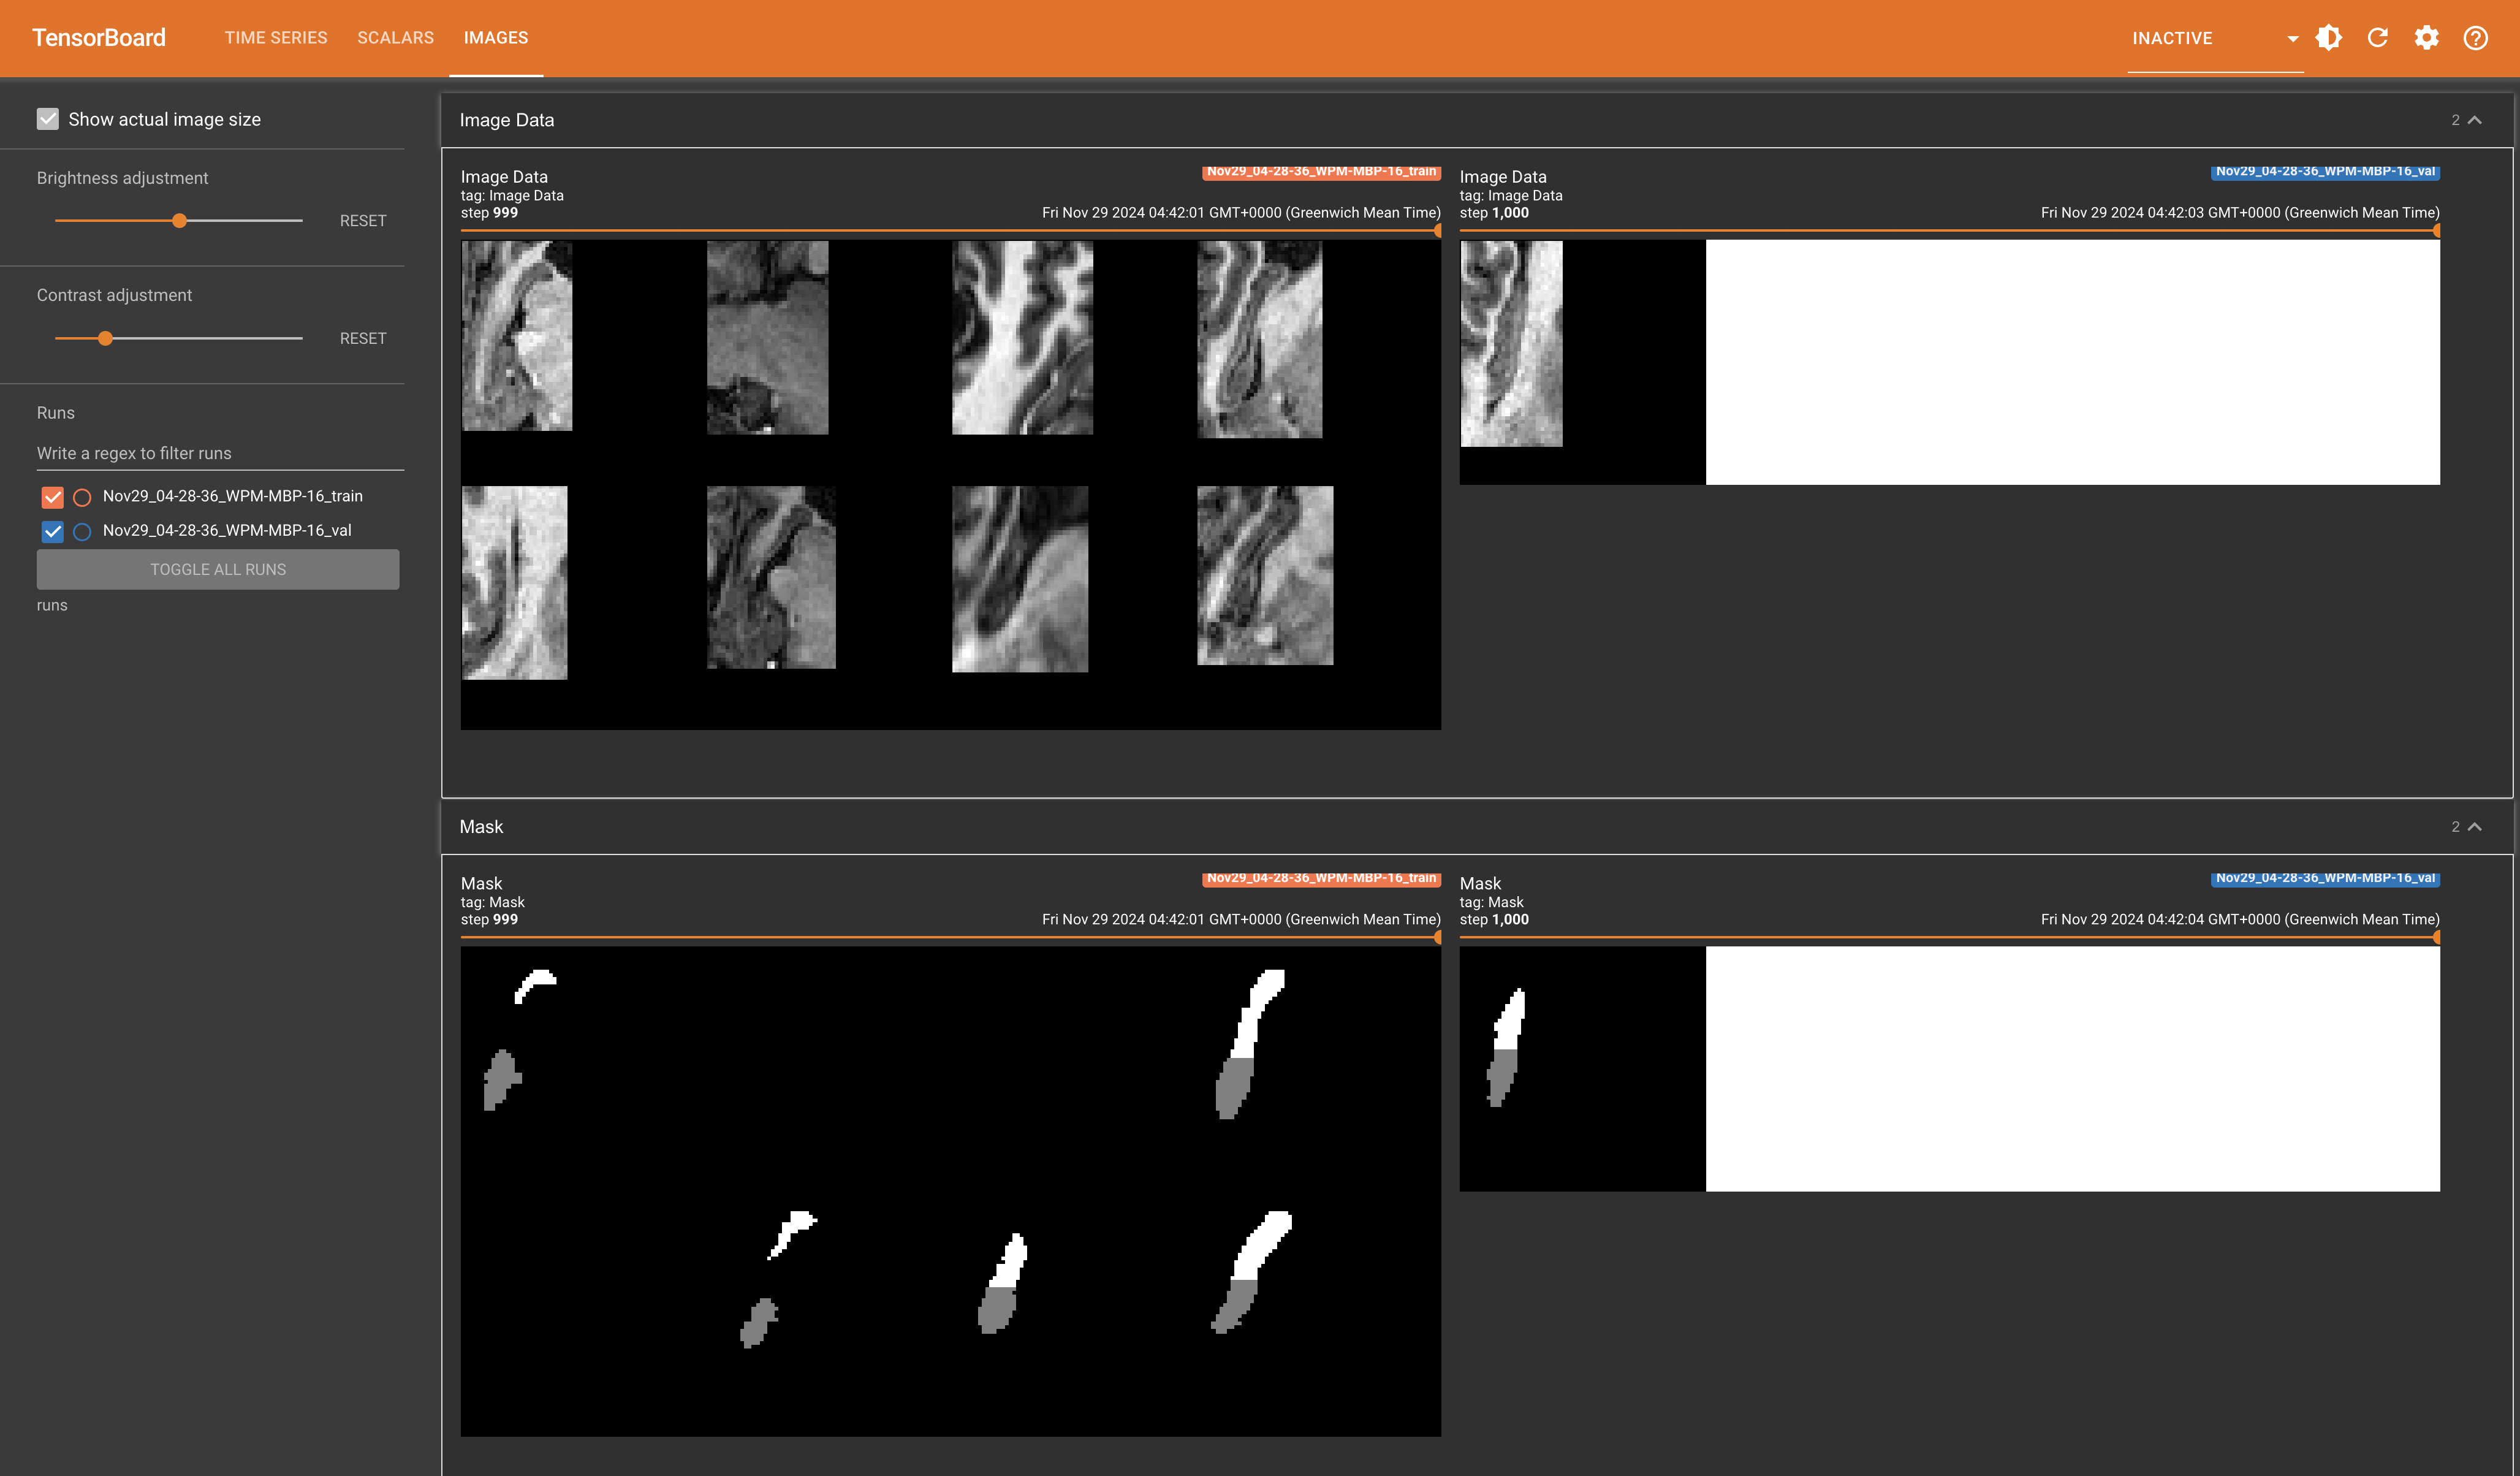 TensorBoard
TIME SERIES
SCALARS
IMAGES
INACTIVE
Show actual image size
Brightness adjustment
RESET
Contrast adjustment
RESET
Runs
Write a regex to filter runs
Nov29_04-28-36_WPM-MBP-16_train
Nov29_04-28-36_WPM-MBP-16_val
TOGGLE ALL RUNS
runs
Image Data
2
Image Data
Nov29_04-28-36_WPM-MBP-16_train
tag: Image Data
step 999
Fri Nov 29 2024 04:42:01 GMT+0000 (Greenwich Mean Time)
Image Data
Nov29_04-28-36_WPM-MBP-16_val
tag: Image Data
step 1,000
Fri Nov 29 2024 04:42:03 GMT+0000 (Greenwich Mean Time)
Mask
2
Mask
Nov29_04-28-36_WPM-MBP-16_train
tag: Mask
step 999
Fri Nov 29 2024 04:42:01 GMT+0000 (Greenwich Mean Time)
Mask
Nov29_04-28-36_WPM-MBP-16_val
tag: Mask
step 1,000
Fri Nov 29 2024 04:42:04 GMT+0000 (Greenwich Mean Time)